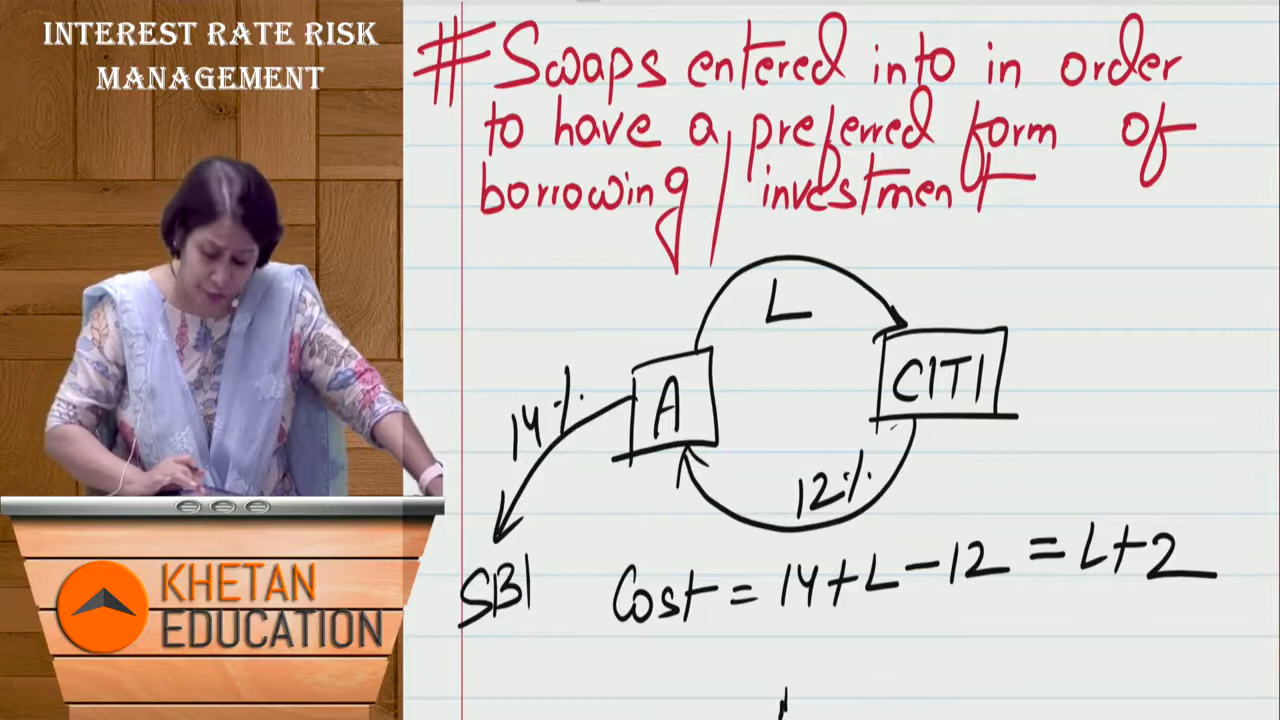 INTEREST RATE RISK
MANAGEMENT
# Swaps entered into in order
to have a preferred form of
borrowing / investment
L
A
CITI
14%
12%
SBI
Cost = 14 + L - 12 = L + 2
KHETAN
EDUCATION